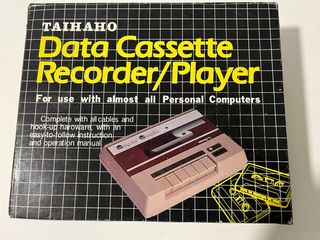 TAIHAHO
Data Cassette
Recorder/Player
For use with almost all Personal Computers
Complete with all cables and
hook-up hardware, with an
easy-to-follow instruction
and operation manual.